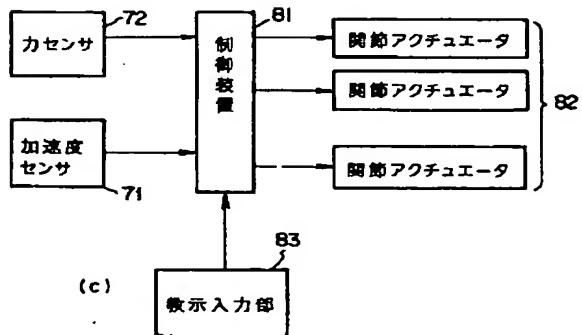 72
力センサ
81
制御装置
関節アクチュエータ
関節アクチュエータ
82
加速度
センサ
71
関節アクチュエータ
83
(c)
教示入力部